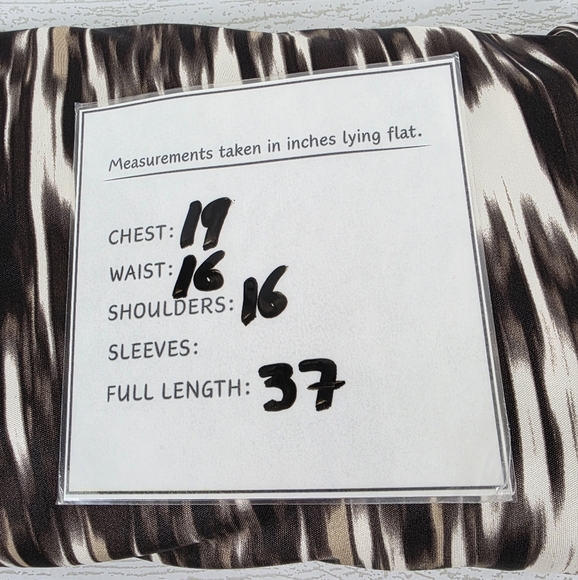 Measurements taken in inches lying flat.
CHEST: 19
WAIST: 16
SHOULDERS: 16
SLEEVES:
FULL LENGTH: 37